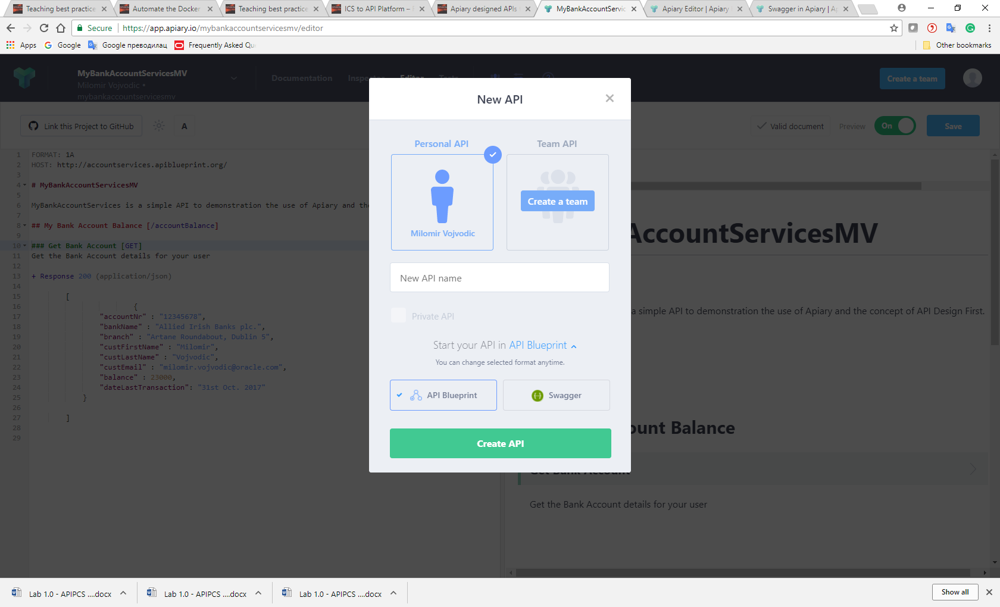 Teaching best practice
Automate the Docker
Teaching best practice
ICS to API Platform –
Apiary designed APIs
MyBankAccountServic
Apiary Editor | Apiary
Swagger in Apiary |
Secure https://app.apiary.io/mybankaccountservicesmv/editor
Apps
Google
Google преводилац
Frequently Asked
Other bookmarks
MyBankAccountServicesMV
Milomir Vojvodic •
mybankaccountservicesmv
Documentation
Editor
Tests
Create a team
Link this Project to GitHub
A
Valid document
Preview
On
Save
1 FORMAT: 1A
2 HOST: http://accountservices.apiblueprint.org/
3
4 # MyBankAccountServicesMV
5
6 MyBankAccountServices is a simple API to demonstration the use of Apiary and the
7
8 ## My Bank Account Balance [/accountBalance]
9
10 ### Get Bank Account [GET]
11 Get the Bank Account details for your user
12
13 + Response 200 (application/json)
14
15 [
16 {
17 "accountNr" : "12345678",
18 "bankName" : "Allied Irish Banks plc.",
19 "branch" : "Artane Roundabout, Dublin 5",
20 "custFirstName" : "Milomir",
21 "custLastName" : "Vojvodic",
22 "custEmail" : "milomir.vojvodic@oracle.com",
23 "balance" : 23000,
24 "dateLastTransaction": "31st Oct. 2017"
25 }
26
27 ]
28
29
New API
Personal API
Team API
Milomir Vojvodic
Create a team
New API name
Private API
Start your API in API Blueprint
You can change selected format anytime.
API Blueprint
Swagger
Create API
AccountServicesMV
a simple API to demonstration the use of Apiary and the concept of API Design First.
ount Balance
Get Bank Account
Get the Bank Account details for your user
Lab 1.0 - APIPCS ....docx
Lab 1.0 - APIPCS ....docx
Lab 1.0 - APIPCS ....docx
Show all